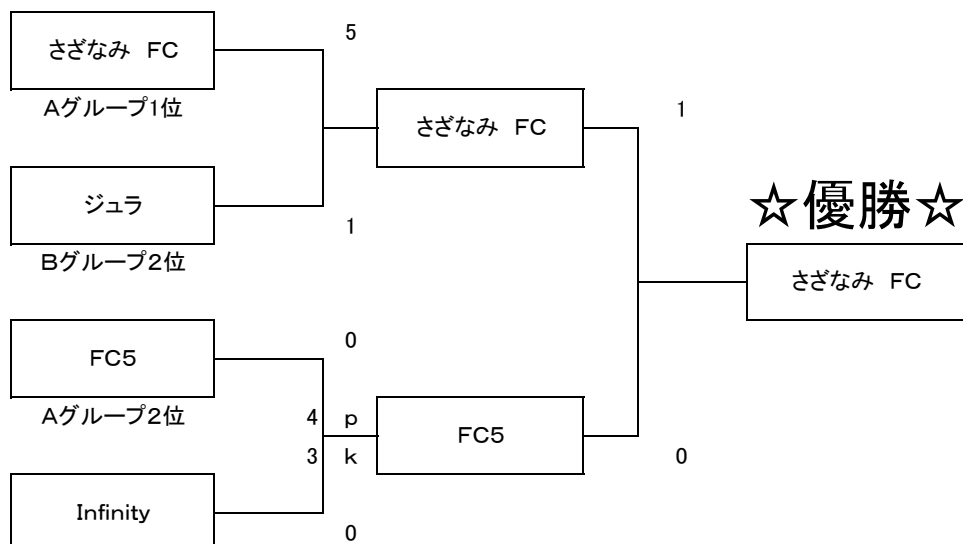 さざなみ　FC
5
Aグループ1位
さざなみ　FC
1
ジュラ
1
Bグループ2位
☆優勝☆
さざなみ　FC
FC5
0
Aグループ2位
4 p
3 k
FC5
0
Infinity
0